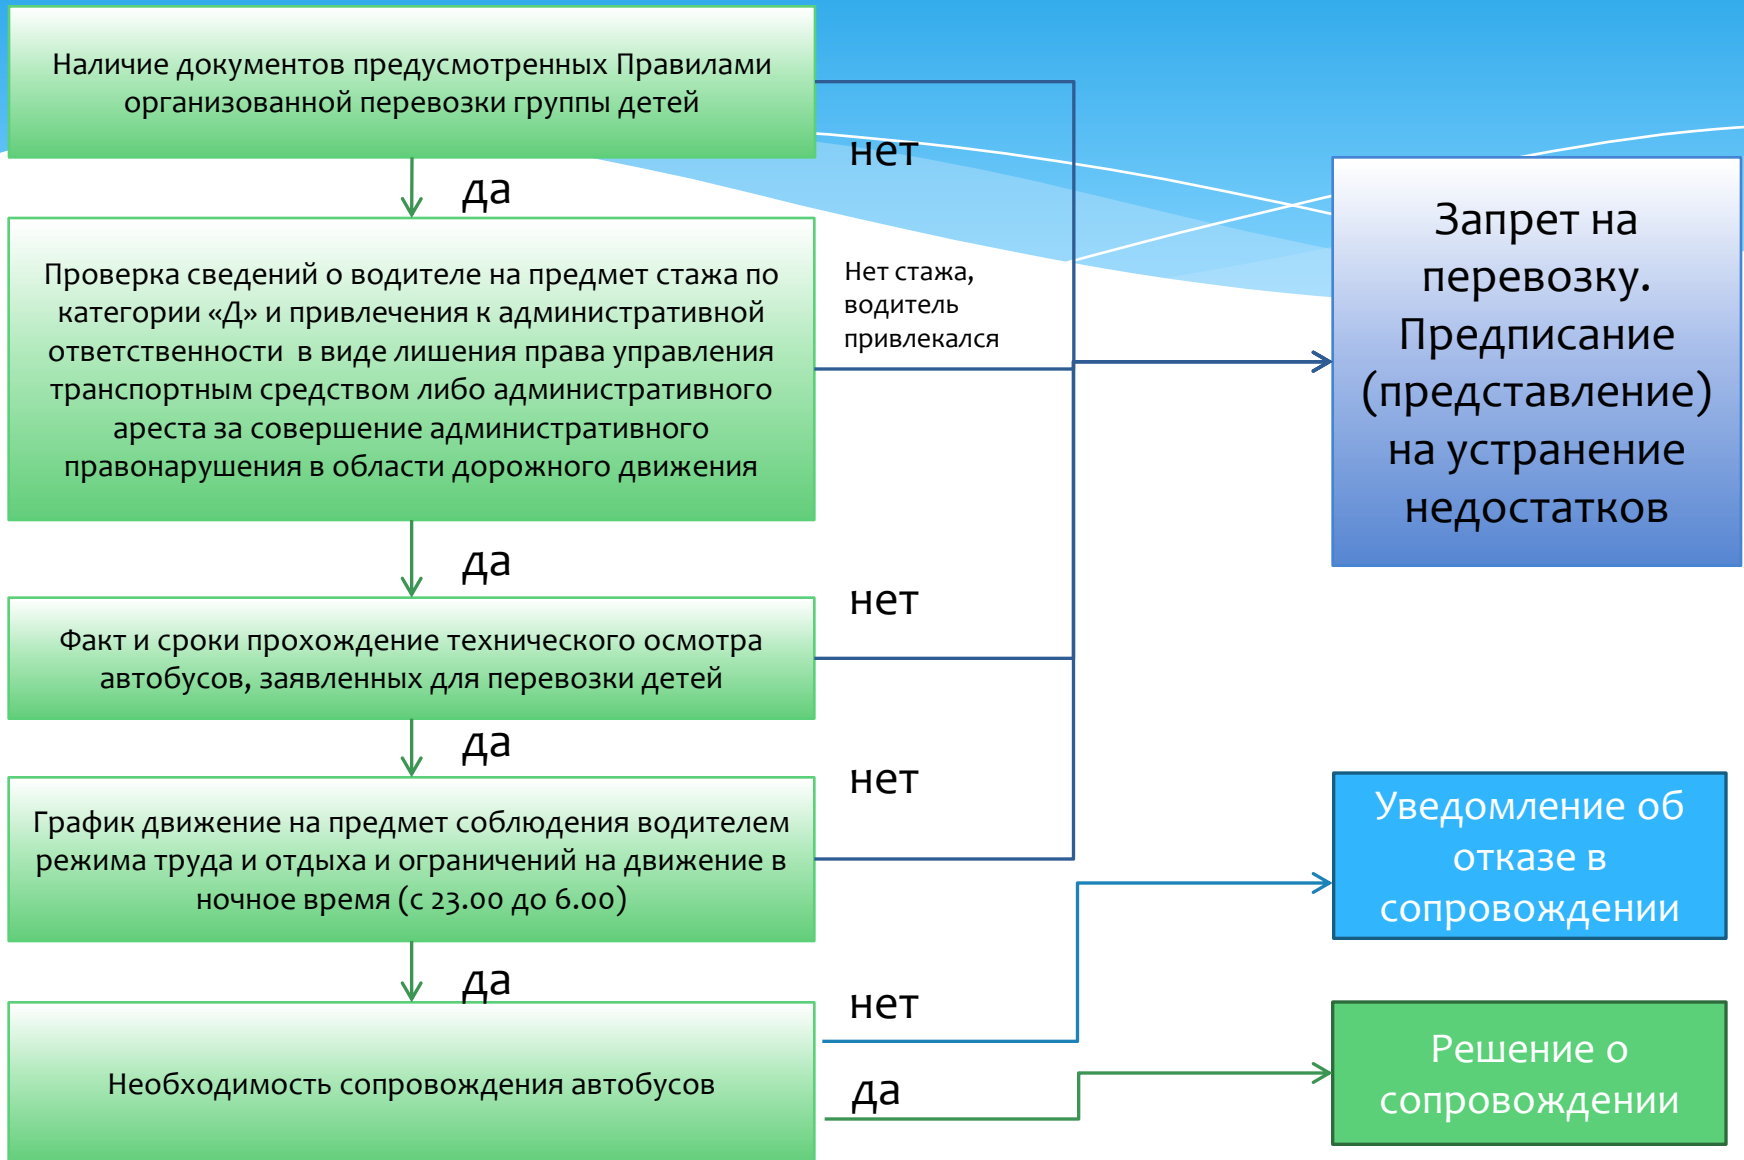 Наличие документов предусмотренных Правилами
организованной перевозки группы детей
нет
да
Проверка сведений о водителе на предмет стажа по
категории «Д» и привлечения к административной
ответственности в виде лишения права управления
транспортным средством либо административного
ареста за совершение административного
правонарушения в области дорожного движения
Нет стажа,
водитель
привлекался
Запрет на
перевозку.
Предписание
(представление)
на устранение
недостатков
да
нет
Факт и сроки прохождение технического осмотра
автобусов, заявленных для перевозки детей
да
нет
График движение на предмет соблюдения водителем
режима труда и отдыха и ограничений на движение в
ночное время (с 23.00 до 6.00)
Уведомление об
отказе в
сопровождении
да
нет
Необходимость сопровождения автобусов
да
Решение о
сопровождении